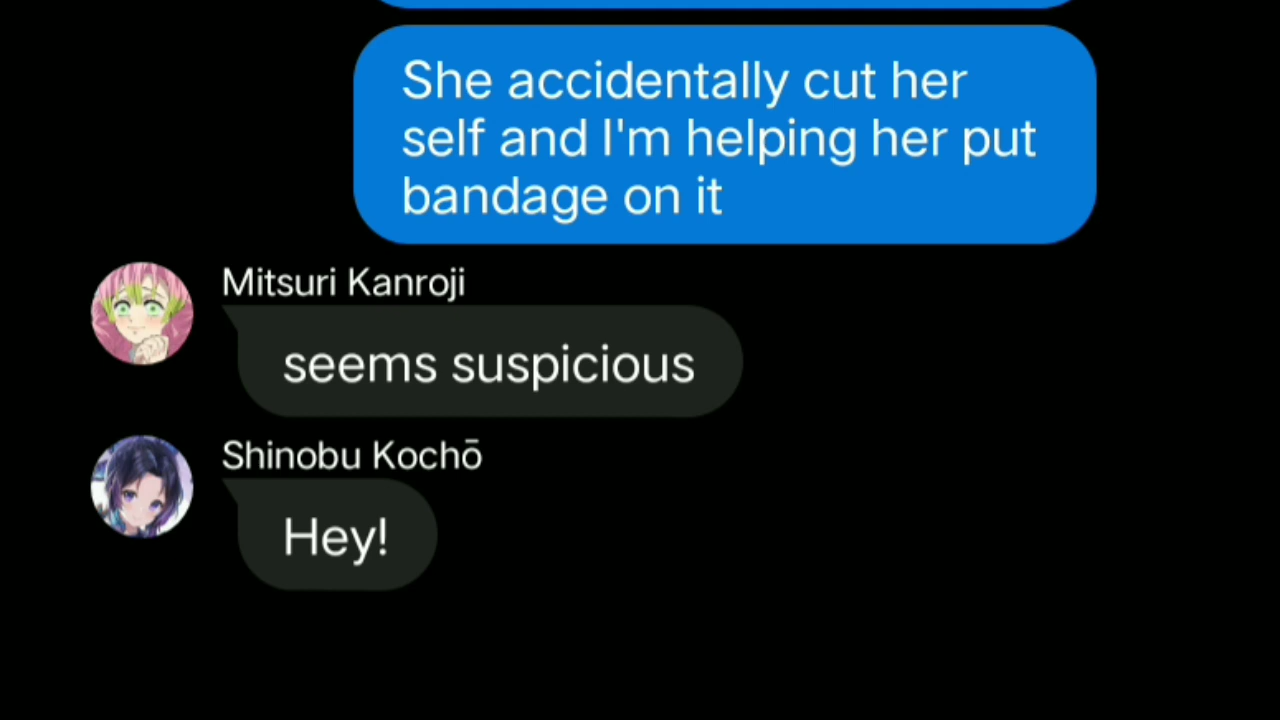 She accidentally cut her
self and I'm helping her put
bandage on it
Mitsuri Kanroji
seems suspicious
Shinobu Kochō
Hey!